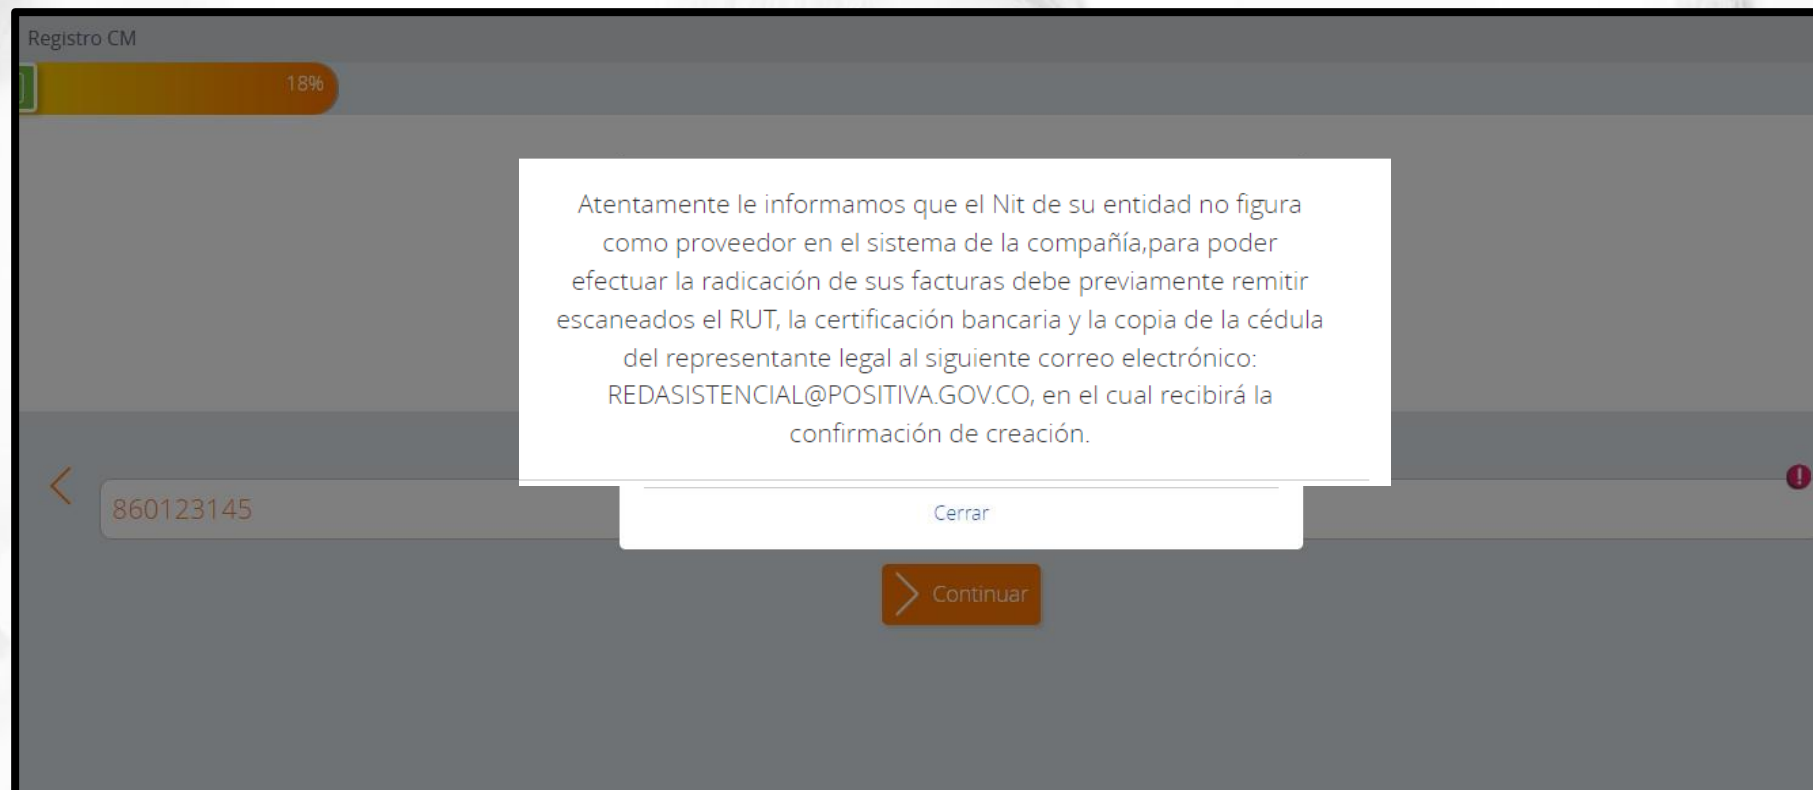 Registro CM
18%
Atentamente le informamos que el Nit de su entidad no figura
como proveedor en el sistema de la compañía,para poder
efectuar la radicación de sus facturas debe previamente remitir
escaneados el RUT, la certificación bancaria y la copia de la cédula
del representante legal al siguiente correo electrónico:
REDASISTENCIAL@POSITIVA.GOV.CO, en el cual recibirá la
confirmación de creación.
860123145
Cerrar
Continuar